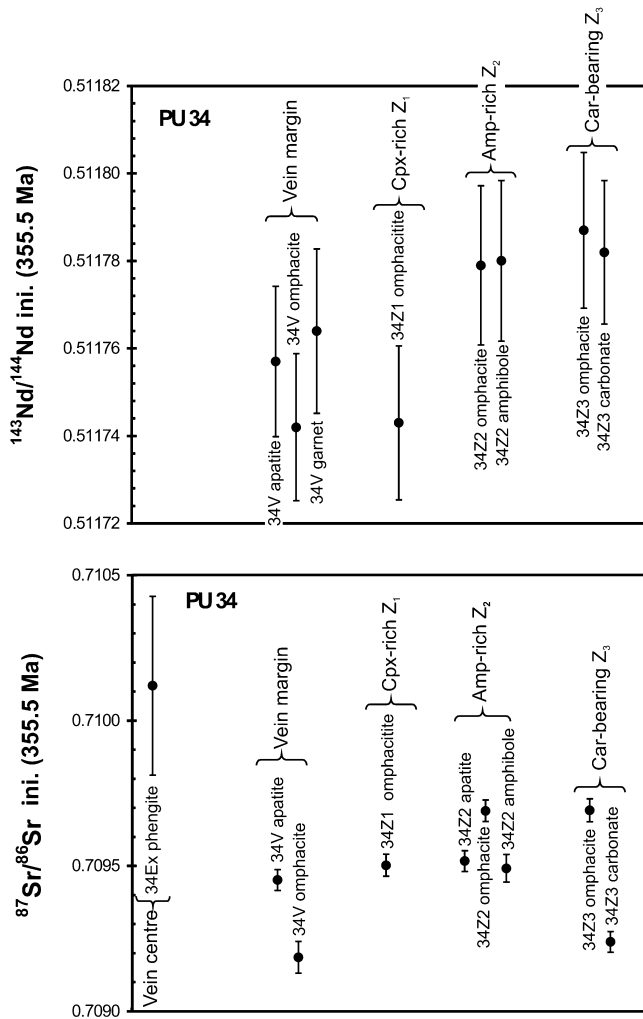 Vein margin
Cpx-rich Z₁
Amp-rich Z₂
Car-bearing Z₃
PU 34
¹⁴³Nd/¹⁴⁴Nd ini. (355.5 Ma)
0.51182
0.51180
0.51178
0.51176
0.51174
0.51172
34V apatite
34V omphacite
34V garnet
34Z1 omphacitite
34Z2 omphacite
34Z2 amphibole
34Z3 omphacite
34Z3 carbonate
PU 34
⁸⁷Sr/⁸⁶Sr ini. (355.5 Ma)
0.7105
0.7100
0.7095
0.7090
Vein centre
34Ex phengite
Vein margin
34V apatite
34V omphacite
Cpx-rich Z₁
34Z1 omphacitite
Amp-rich Z₂
34Z2 apatite
34Z2 omphacite
34Z2 amphibole
Car-bearing Z₃
34Z3 omphacite
34Z3 carbonate